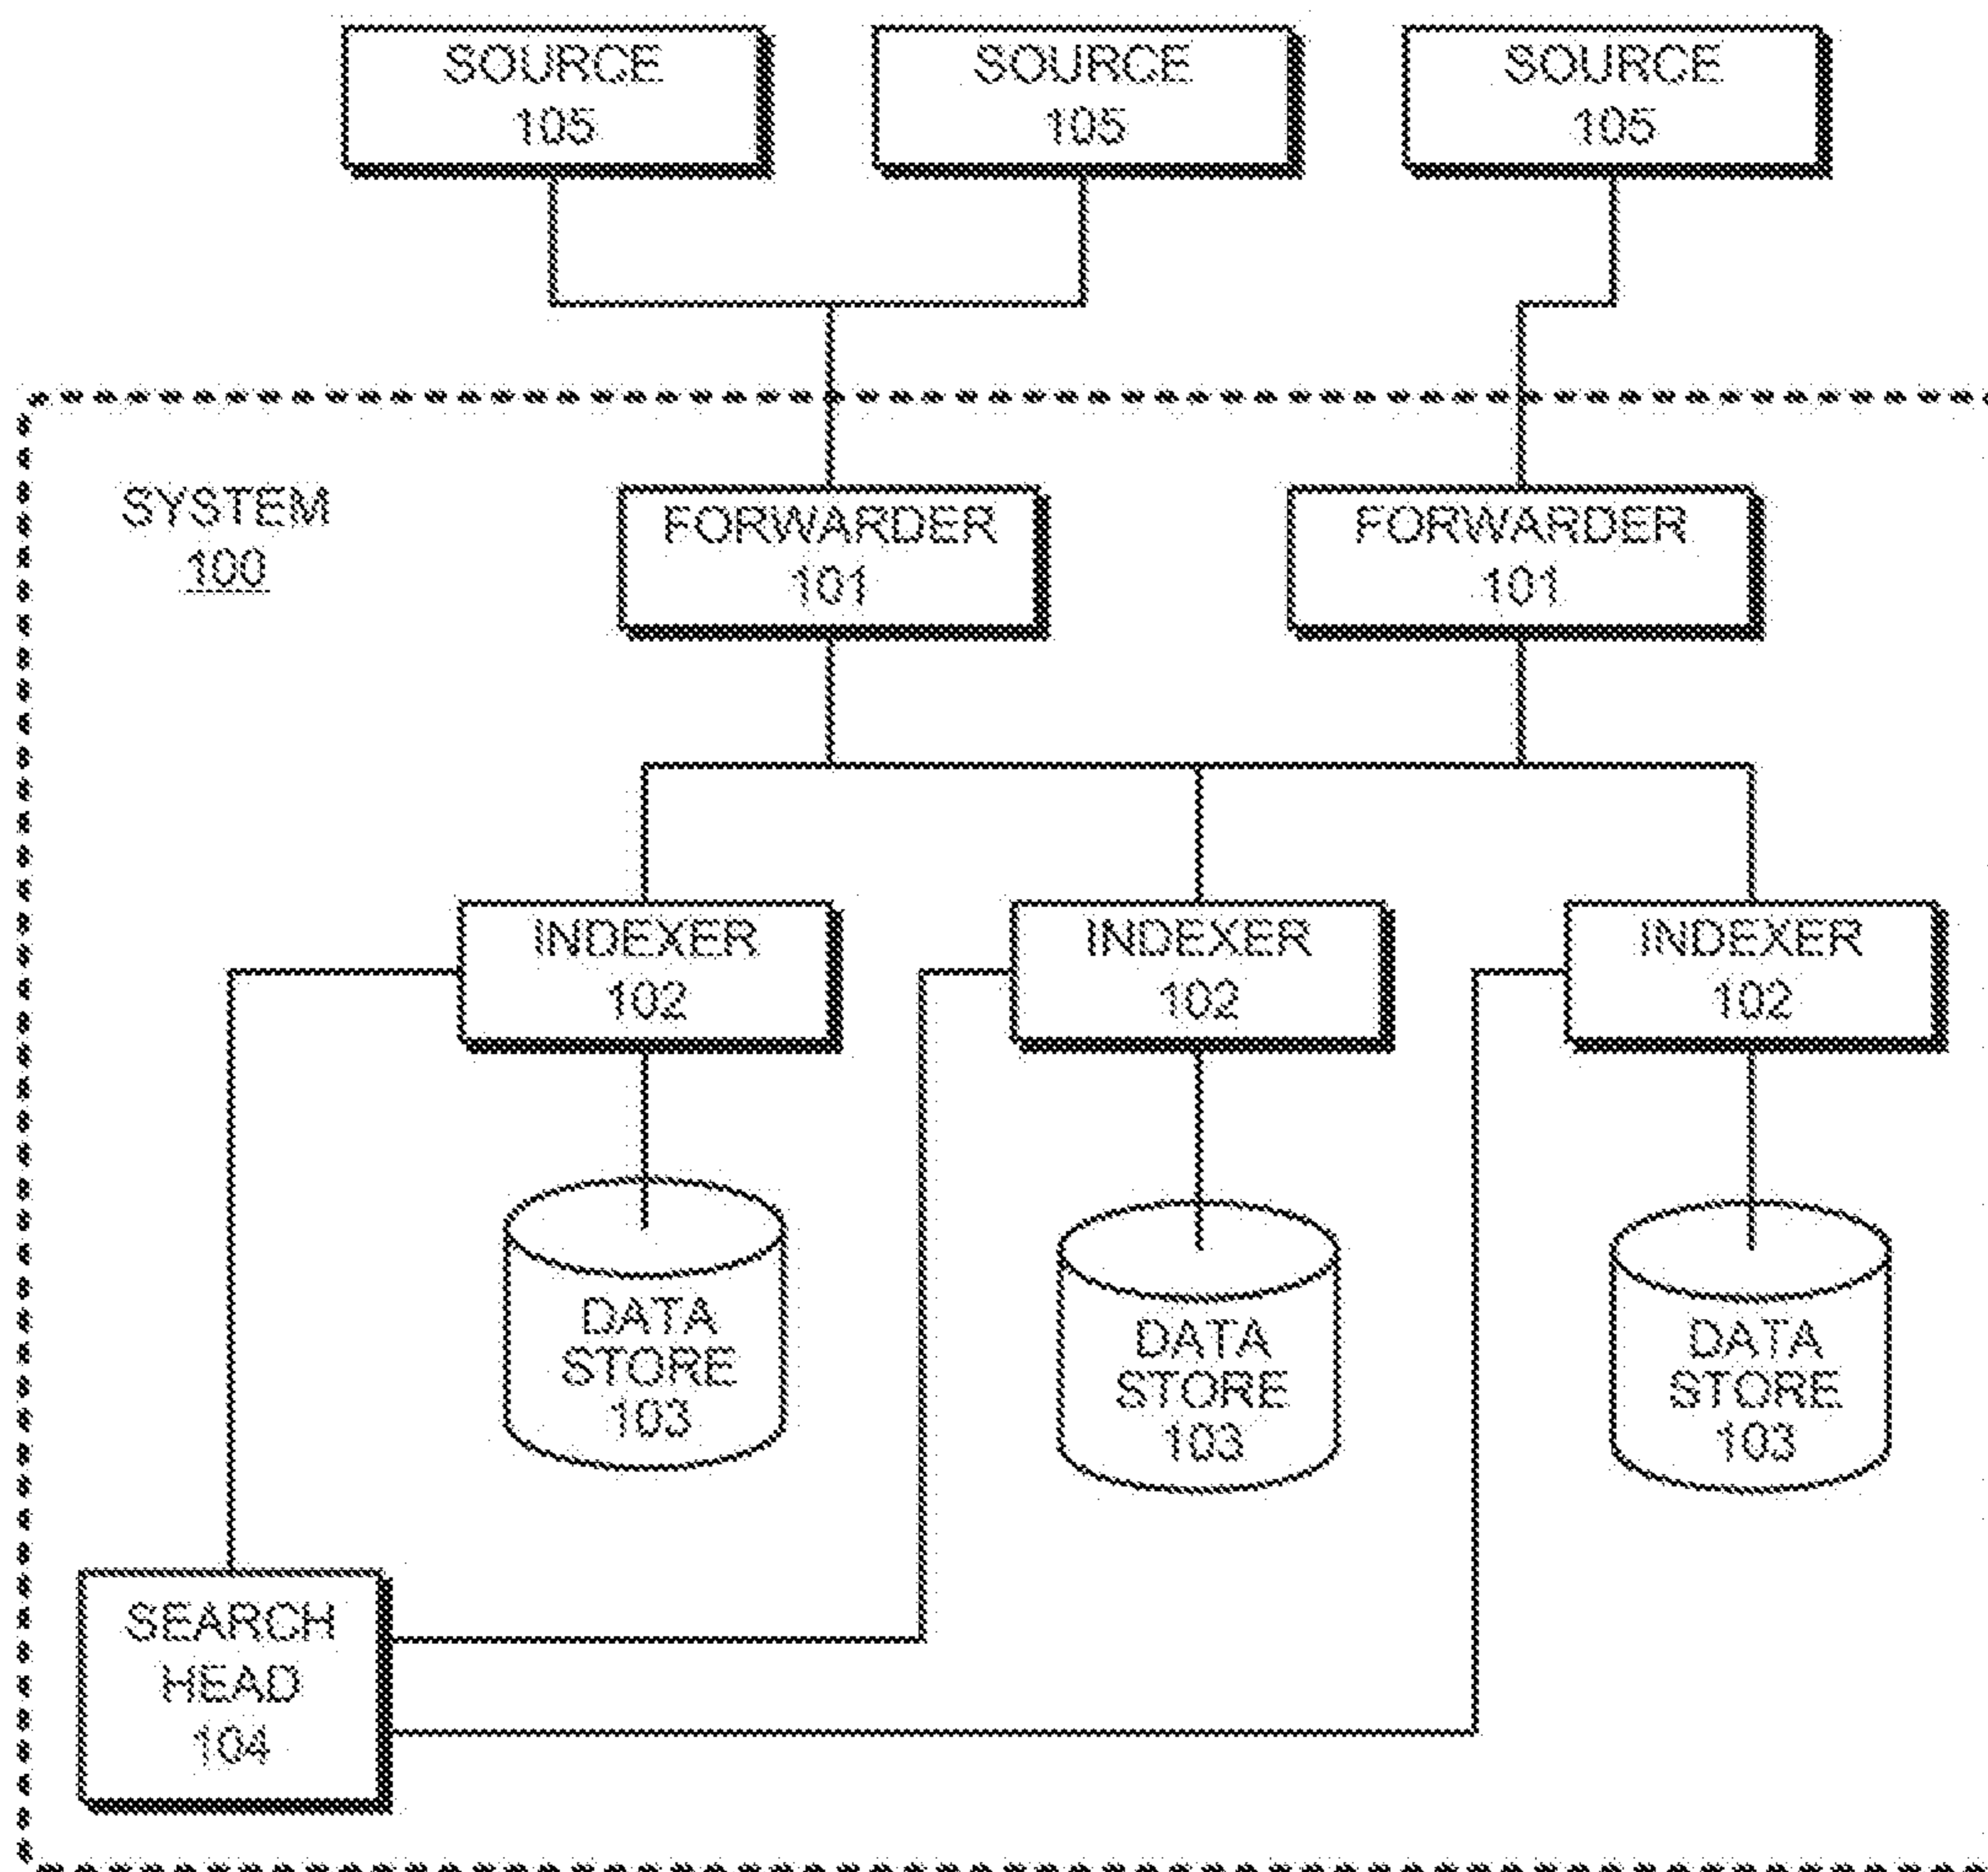 SOURCE
105
SOURCE
105
SOURCE
105
SYSTEM
100
FORWARDER
101
FORWARDER
101
INDEXER
102
INDEXER
102
INDEXER
102
DATA
STORE
103
DATA
STORE
103
DATA
STORE
103
SEARCH
HEAD
104